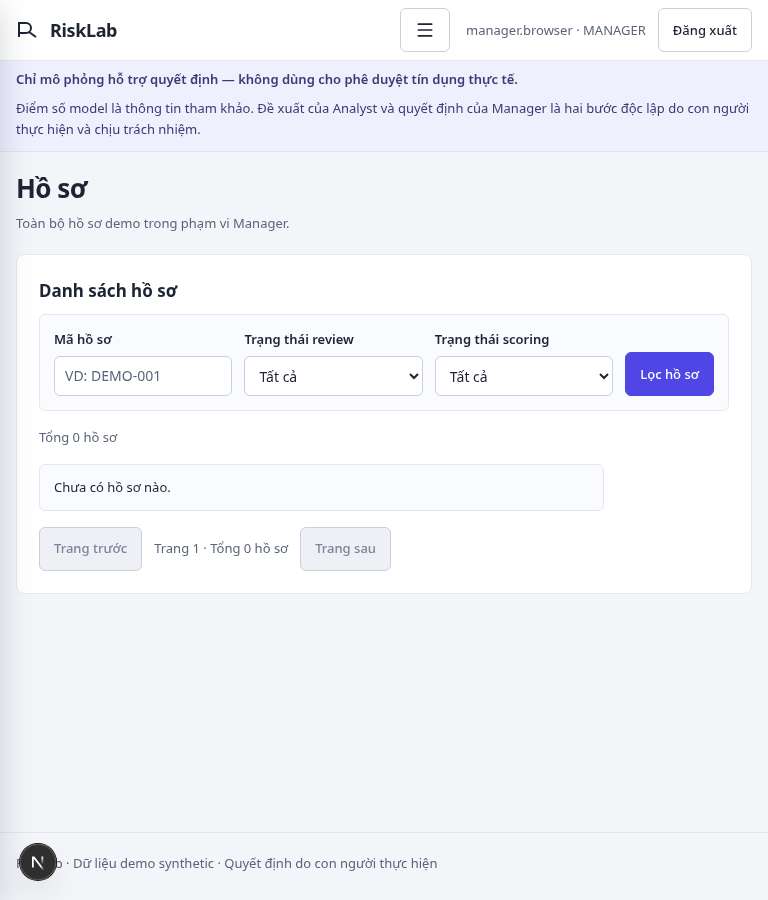 RiskLab
manager.browser · MANAGER
Đăng xuất
Chỉ mô phỏng hỗ trợ quyết định — không dùng cho phê duyệt tín dụng thực tế.
Điểm số model là thông tin tham khảo. Đề xuất của Analyst và quyết định của Manager là hai bước độc lập do con người
thực hiện và chịu trách nhiệm.
Hồ sơ
Toàn bộ hồ sơ demo trong phạm vi Manager.
Danh sách hồ sơ
Mã hồ sơ
Trạng thái review
Trạng thái scoring
VD: DEMO-001
Tất cả
Tất cả
Lọc hồ sơ
Tổng 0 hồ sơ
Chưa có hồ sơ nào.
Trang trước
Trang 1 · Tổng 0 hồ sơ
Trang sau
· Dữ liệu demo synthetic · Quyết định do con người thực hiện